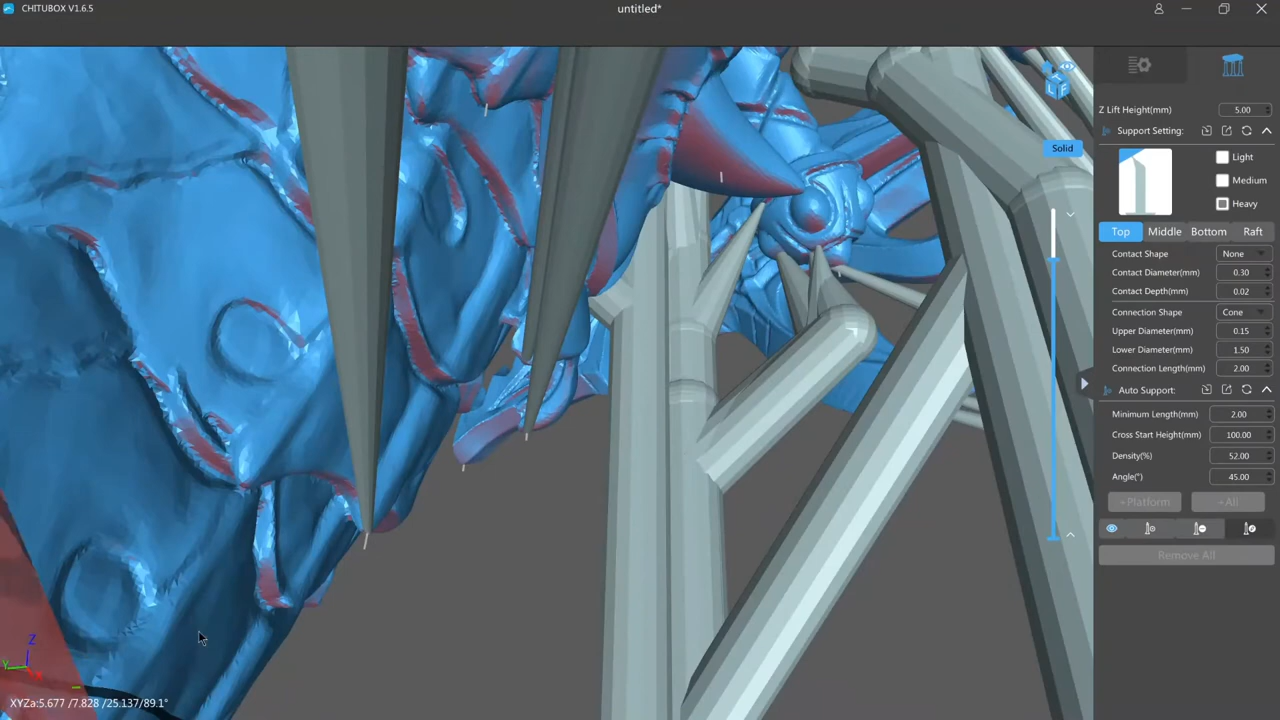 CHITUBOX V1.6.5
untitled*
T
L F
Z Lift Height(mm) 5.00
Support Setting:
Solid
Light
Medium
Heavy
Top Middle Bottom Raft
Contact Shape None
Contact Diameter(mm) 0.30
Contact Depth(mm) 0.02
Connection Shape Cone
Upper Diameter(mm) 0.15
Lower Diameter(mm) 1.50
Connection Length(mm) 2.00
Auto Support:
Minimum Length(mm) 2.00
Cross Start Height(mm) 100.00
Density(%) 52.00
Angle(°) 45.00
+Platform +All
Remove All
Z
Y X
XYZa:5.677 /7.828 /25.137/89.1°